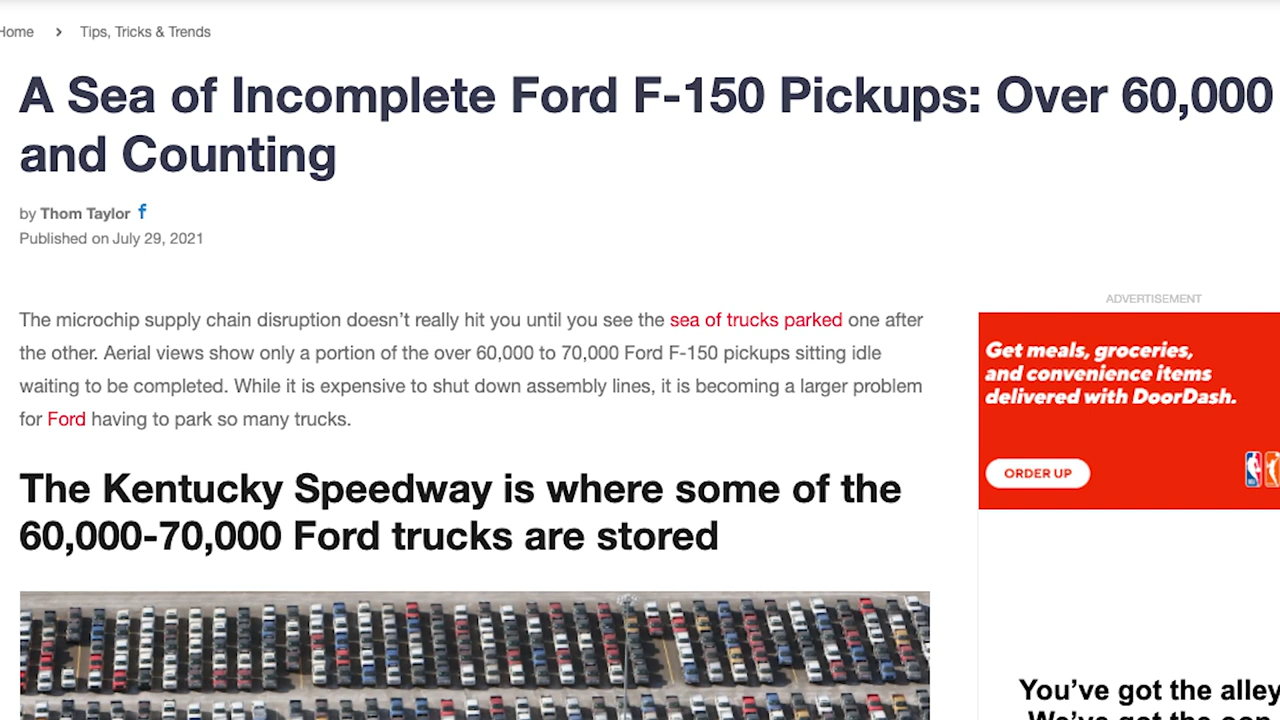 Home > Tips, Tricks & Trends
A Sea of Incomplete Ford F-150 Pickups: Over 60,000
and Counting
by Thom Taylor f
Published on July 29, 2021
The microchip supply chain disruption doesn’t really hit you until you see the sea of trucks parked one after
the other. Aerial views show only a portion of the over 60,000 to 70,000 Ford F-150 pickups sitting idle
waiting to be completed. While it is expensive to shut down assembly lines, it is becoming a larger problem
for Ford having to park so many trucks.
The Kentucky Speedway is where some of the
60,000-70,000 Ford trucks are stored
ADVERTISEMENT
Get meals, groceries,
and convenience items
delivered with DoorDash.
ORDER UP
You’ve got the alley
We’ve got the